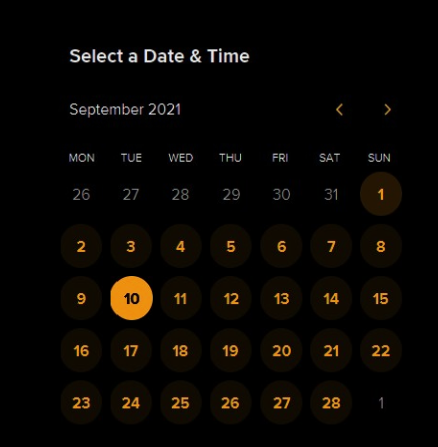 Select a Date & Time
September 2021
MON TUE WED THU FRI SAT SUN
26 27 28 29 30 31 1
2 3 4 5 6 7 8
9 10 11 12 13 14 15
16 17 18 19 20 21 22
23 24 25 26 27 28 1